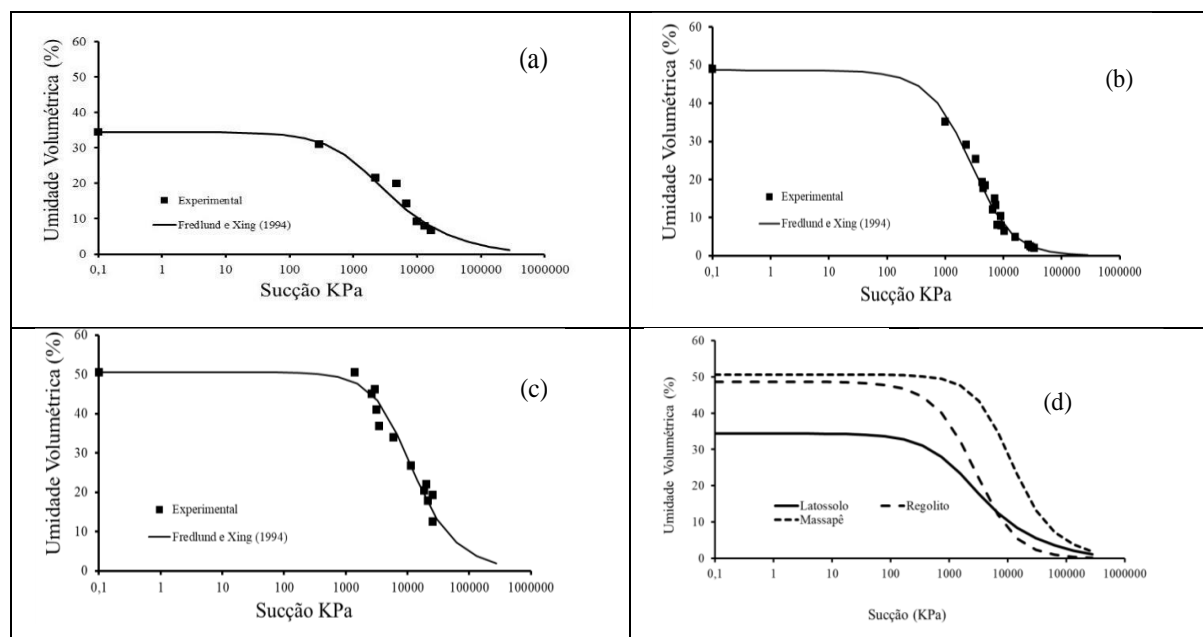 (a)
Umidade Volumétrica (%)
60
50
40
30
20
10
0
Experimental
Fredlund e Xing (1994)
0,1 1 10 100 1000 10000 100000 1000000
Sucção KPa
(b)
Umidade Volumétrica (%)
60
50
40
30
20
10
0
Experimental
Fredlund e Xing (1994)
0,1 1 10 100 1000 10000 100000 1000000
Sucção KPa
(c)
Umidade Volumétrica (%)
60
50
40
30
20
10
0
Experimental
Fredlund e Xing (1994)
0,1 1 10 100 1000 10000 100000 1000000
Sucção KPa
(d)
Umidade Volumétrica (%)
60
50
40
30
20
10
0
Latossolo Regolito
Massapê
0,1 1 10 100 1000 10000 100000 1000000
Sucção (KPa)